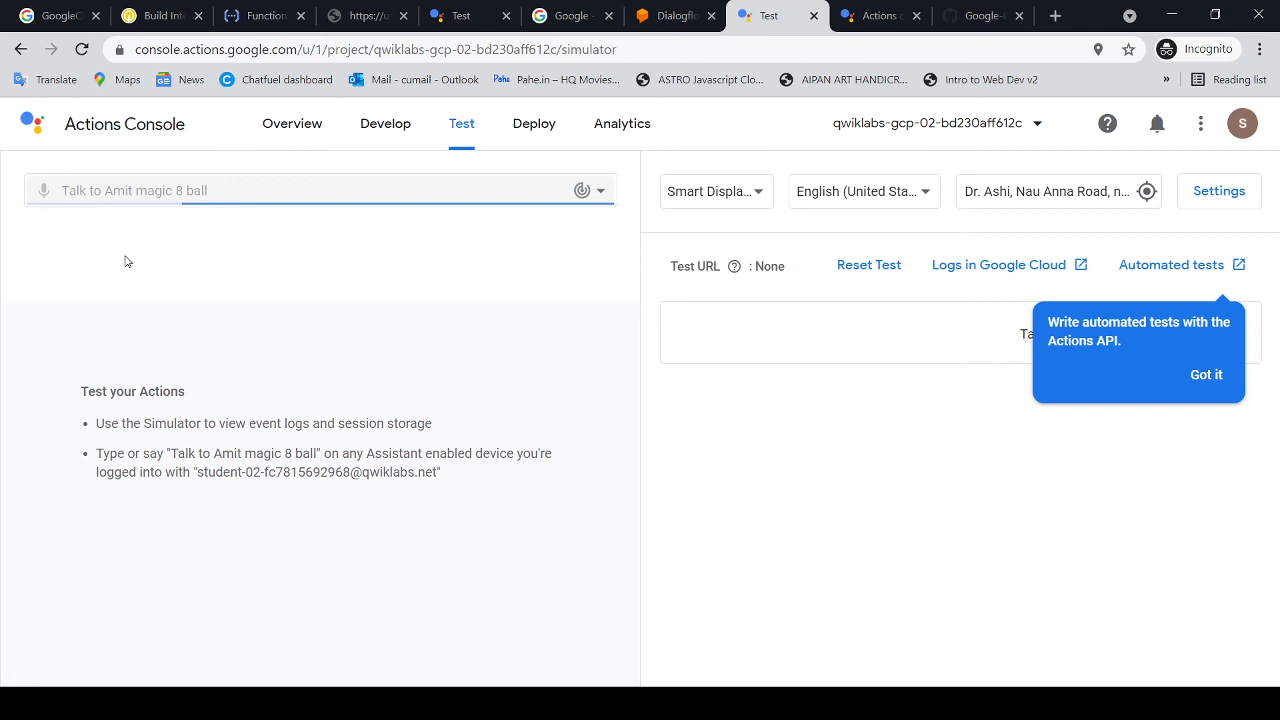 GoogleC
Build Int
Function
https://u
Test
Google -
Dialogfl
Test
Actions c
Google-
console.actions.google.com/u/1/project/qwiklabs-gcp-02-bd230aff612c/simulator
Incognito
Translate
Maps
News
Chatfuel dashboard
Mail - cumail - Outlook
Pahe Pahe.in – HQ Movies...
ASTRO Javascript Clo...
AIPAN ART HANDICR...
Intro to Web Dev v2
»
Reading list
Actions Console
Overview
Develop
Test
Deploy
Analytics
qwiklabs-gcp-02-bd230aff612c
S
Talk to Amit magic 8 ball
Smart Displa...
English (United Sta...
Dr. Ashi, Nau Anna Road, n...
Settings
Test URL ? : None
Reset Test
Logs in Google Cloud
Automated tests
Ta
Write automated tests with the
Actions API.
Got it
Test your Actions
• Use the Simulator to view event logs and session storage
• Type or say "Talk to Amit magic 8 ball" on any Assistant enabled device you're
logged into with "student-02-fc7815692968@qwiklabs.net"